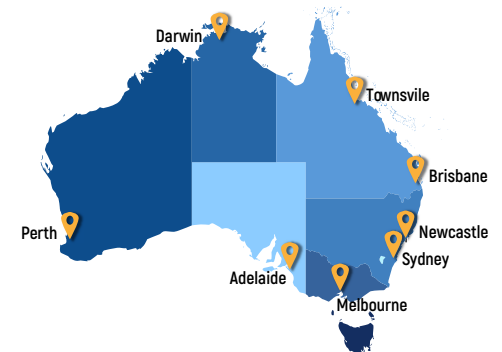 Darwin
Townsvile
Brisbane
Perth
Newcastle
Sydney
Adelaide
Melbourne